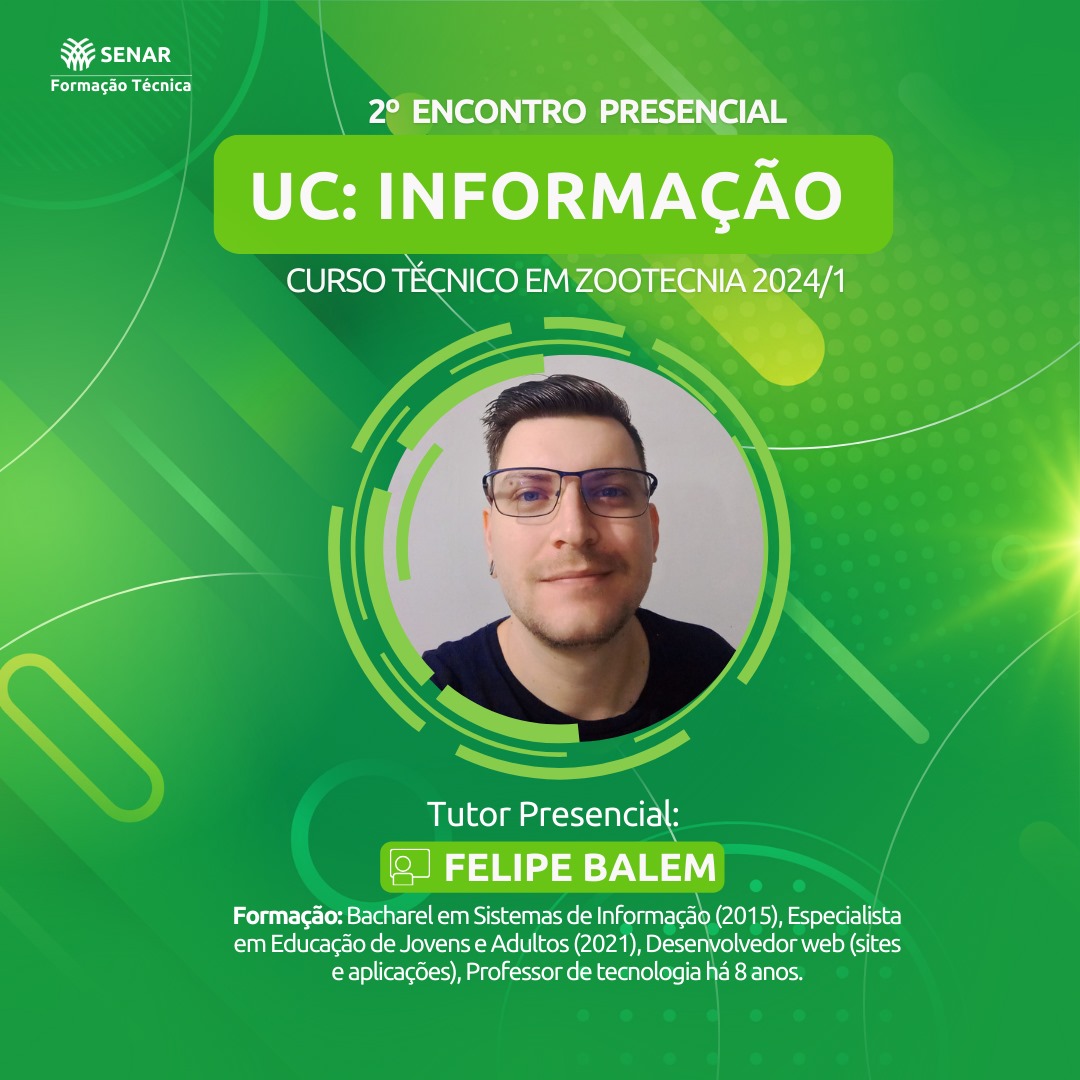 SENAR
Formação Técnica
2º ENCONTRO PRESENCIAL
UC: INFORMAÇÃO
CURSO TÉCNICO EM ZOOTECNIA 2024/1
Tutor Presencial:
FELIPE BALEM
Formação: Bacharel em Sistemas de Informação (2015), Especialista
em Educação de Jovens e Adultos (2021), Desenvolvedor web (sites
e aplicações), Professor de tecnologia há 8 anos.